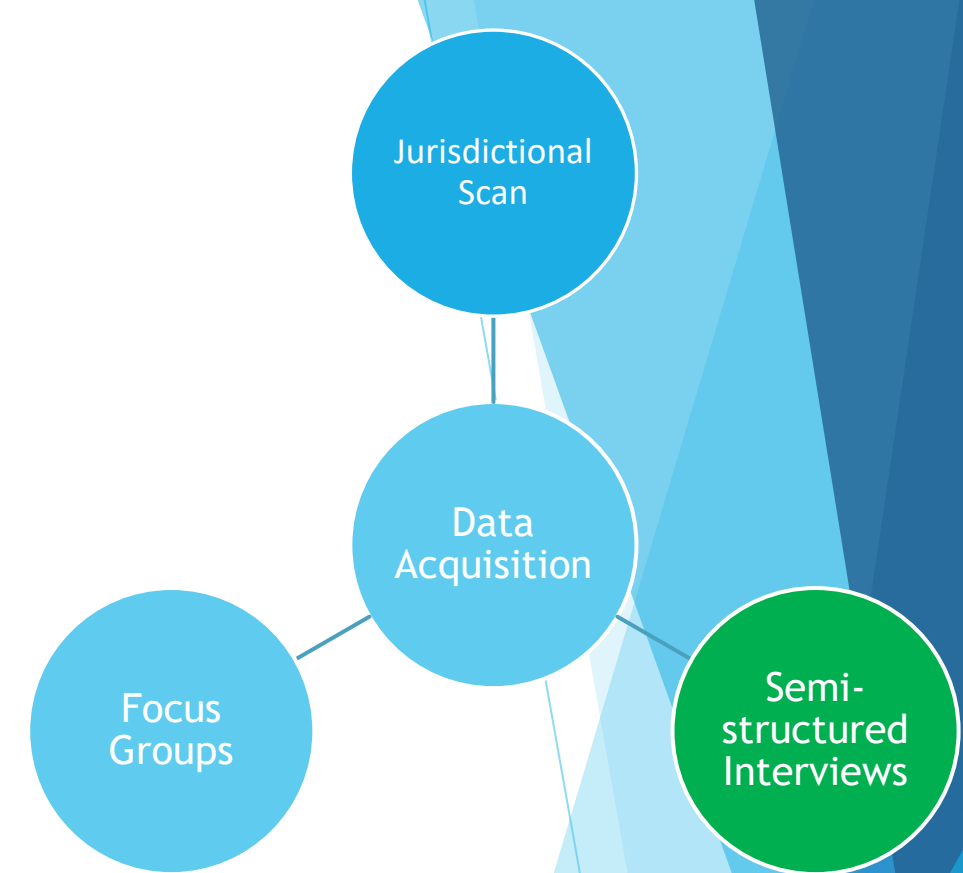 Jurisdictional
Scan
Data
Acquisition
Focus
Groups
Semi-
structured
Interviews